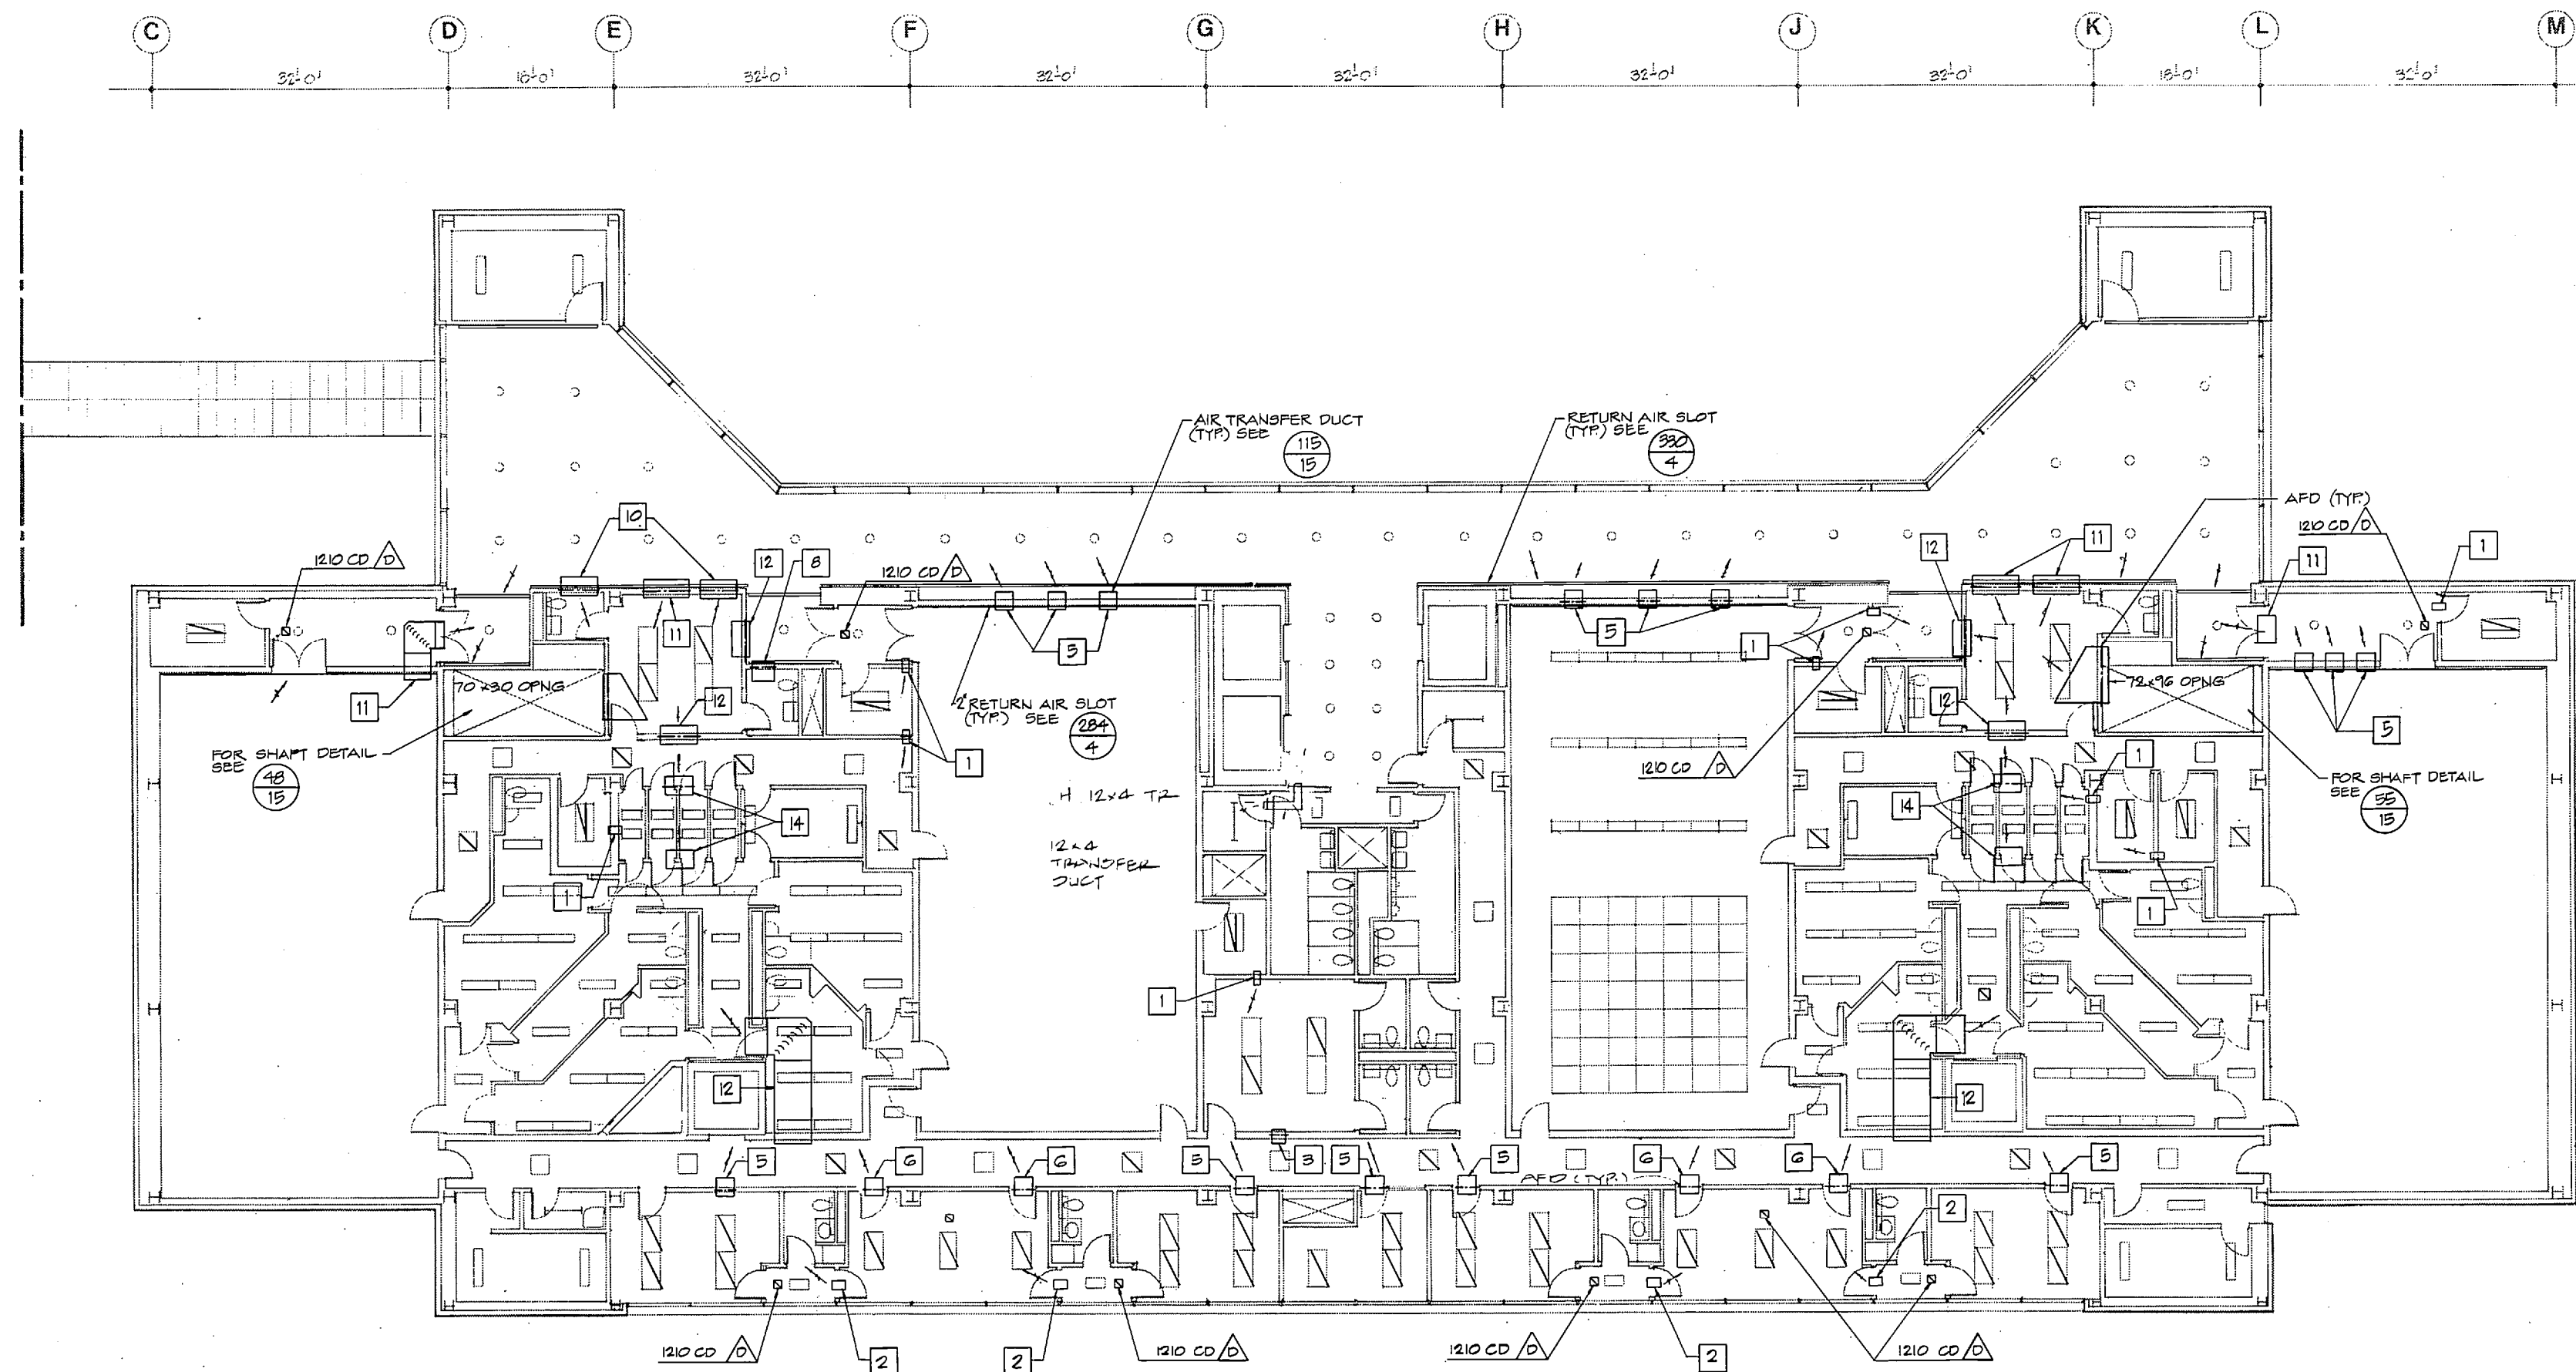 C D E F G H J K L M
32'-0" 18'-0" 32'-0" 32'-0" 32'-0" 32'-0" 32'-0" 18'-0" 32'-0"
AIR TRANSFER DUCT
(TYP.) SEE 115
15
RETURN AIR SLOT
(TYP.) SEE 330
4
AFD (TYP.)
1210 CD D
10
12
8
1210 CD D
1210 CD D
12
11
11
1
11
11
5
5
1
12
70x30 OPNG
12
72x96 OPNG
2" RETURN AIR SLOT
(TYP.) SEE 284
4
1
12
5
FOR SHAFT DETAIL
SEE 48
15
1210 CD D
1
FOR SHAFT DETAIL
SEE 55
15
H 12x4 TR
14
14
12x4
TRANSFER
DUCT
1
1
1
12
12
5
6
6
5
3
5
5
6
6
5
AFD (TYP.)
2
1210 CD D
2
2
1210 CD D
1210 CD D
2
1210 CD D